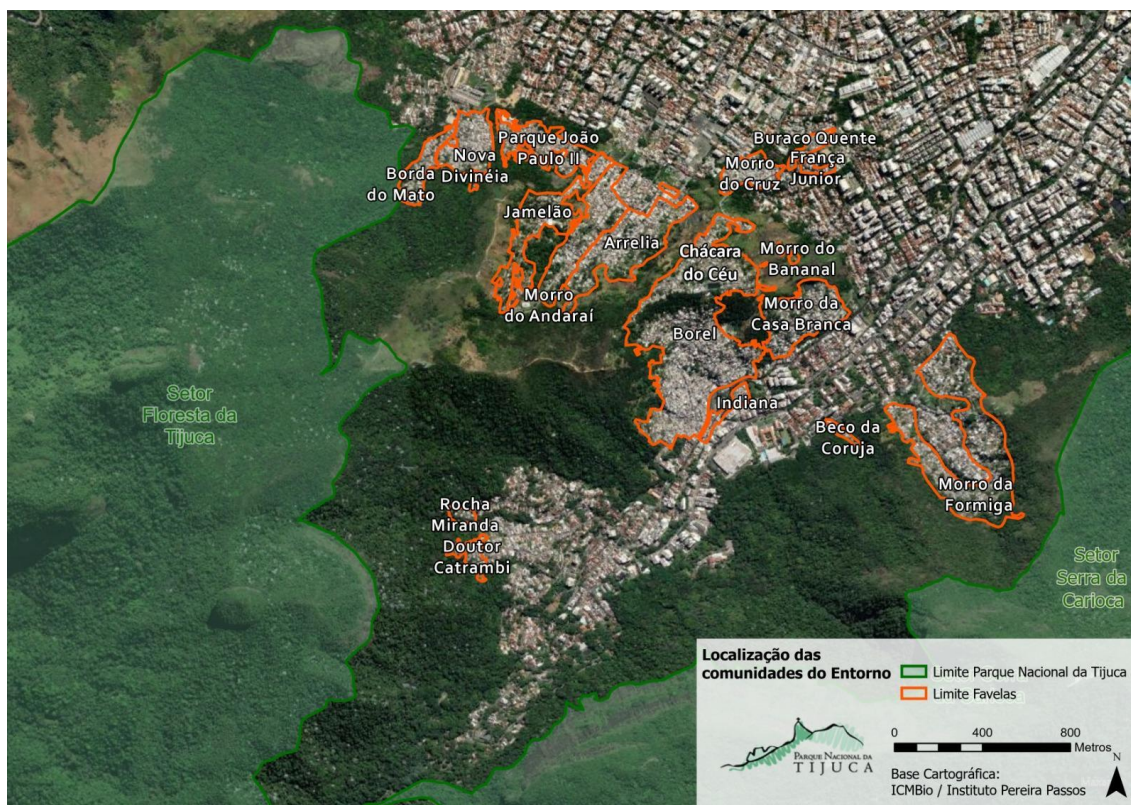 Parque João
Paulo II
Nova
Divinéia
Borda
do Mato
Buraco Quente
França
Junior
Morro
do Cruz
Jamelão
Arrelia
Chácara
do Céu
Morro do
Bananal
Morro
do Andaraí
Morro da
Casa Branca
Borel
Setor
Floresta da
Tijuca
Indiana
Beco da
Coruja
Morro da
Formiga
Rocha
Miranda
Doutor
Catrambi
Setor
Serra da
Carioca
Localização das
comunidades do Entorno
Limite Parque Nacional da Tijuca
Limite Favelas
PARQUE NACIONAL DA
TIJUCA
0 400 800
Metros
Base Cartográfica:
ICMBio / Instituto Pereira Passos
N